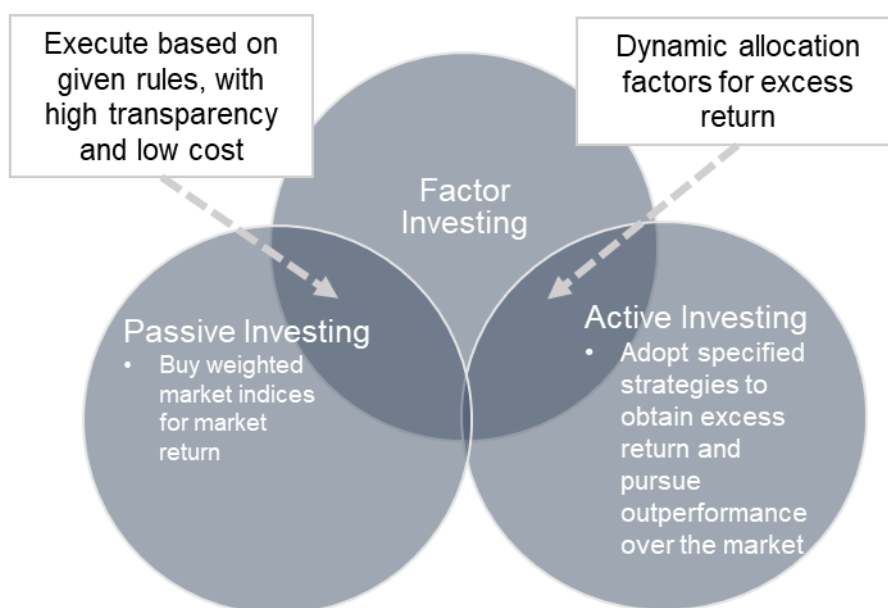 Execute based on
given rules, with
high transparency
and low cost
Dynamic allocation
factors for excess
return
Factor
Investing
Passive Investing
• Buy weighted
market indices
for market
return
Active Investing
• Adopt specified
strategies to
obtain excess
return and
pursue
outperformance
over the market